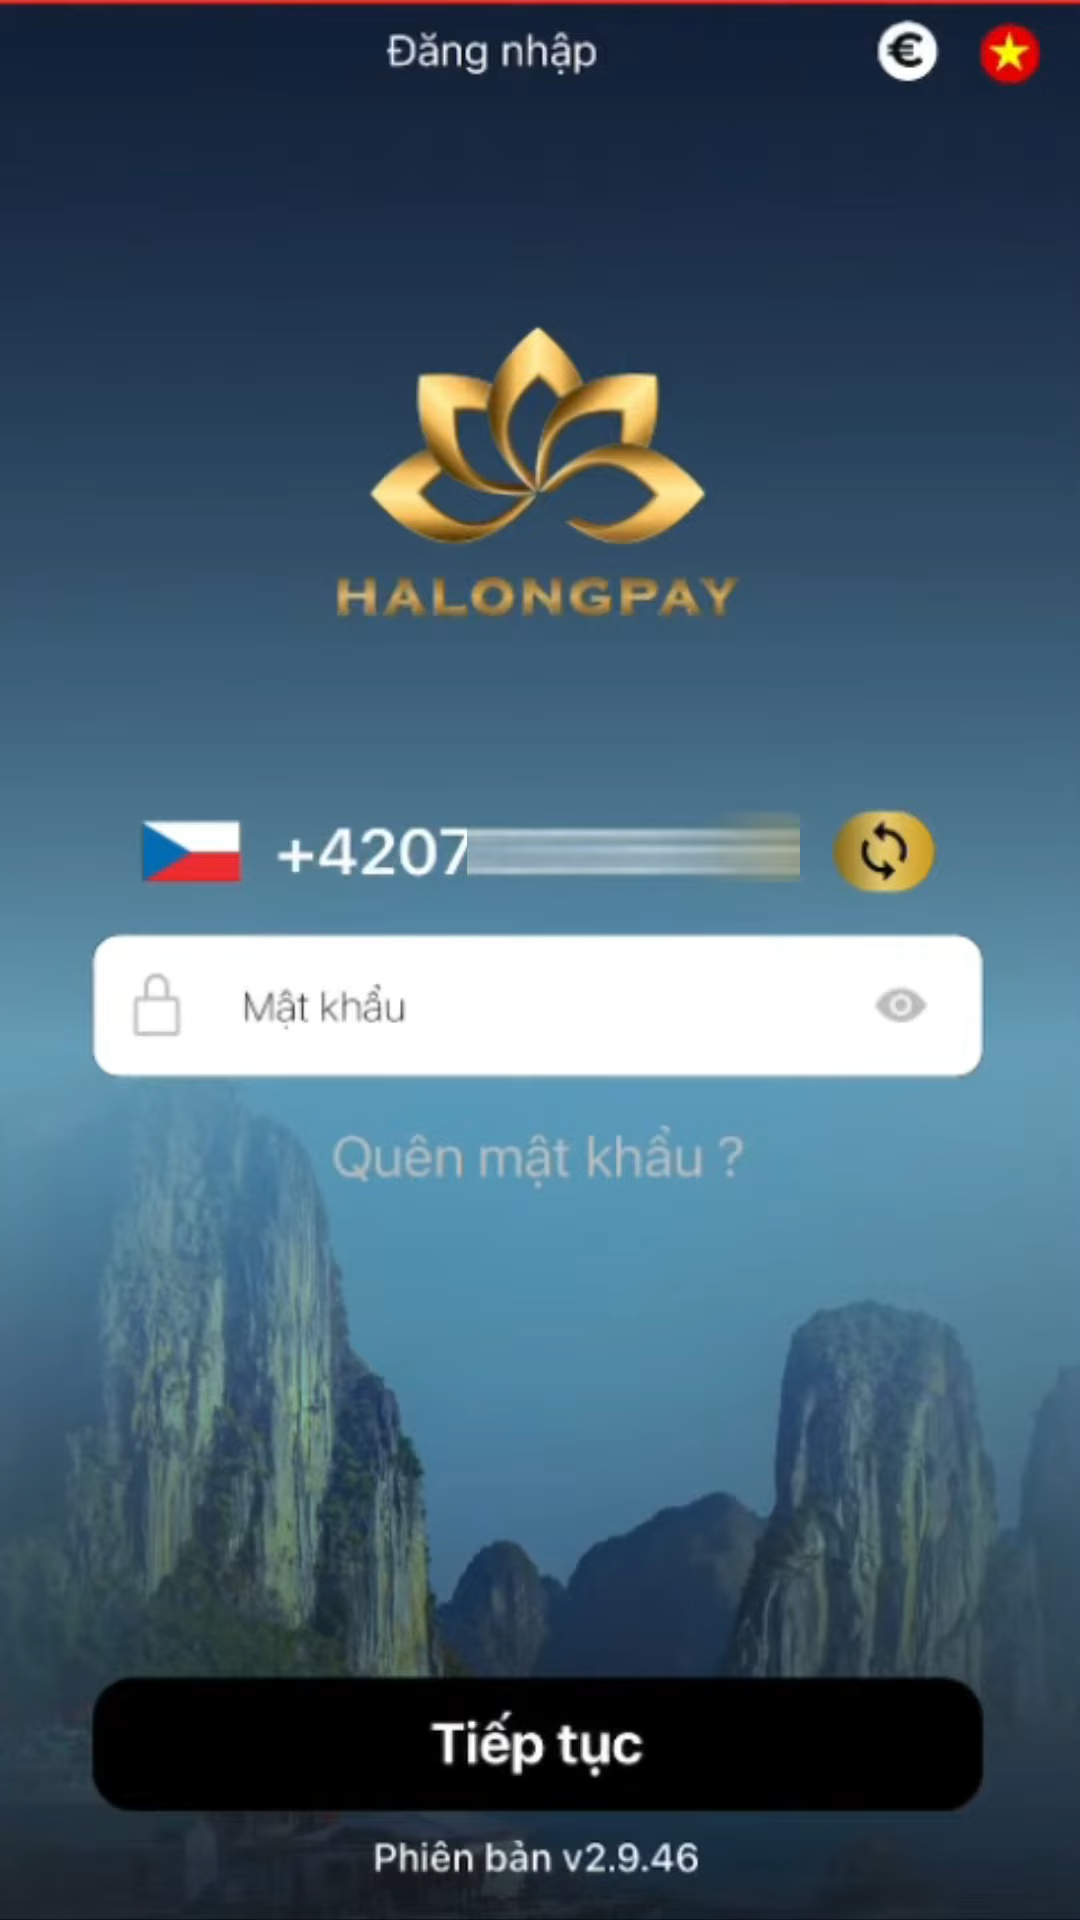 Đăng nhập
€
HALONGPAY
+4207
Mật khẩu
Quên mật khẩu ?
Tiếp tục
Phiên bản v2.9.46